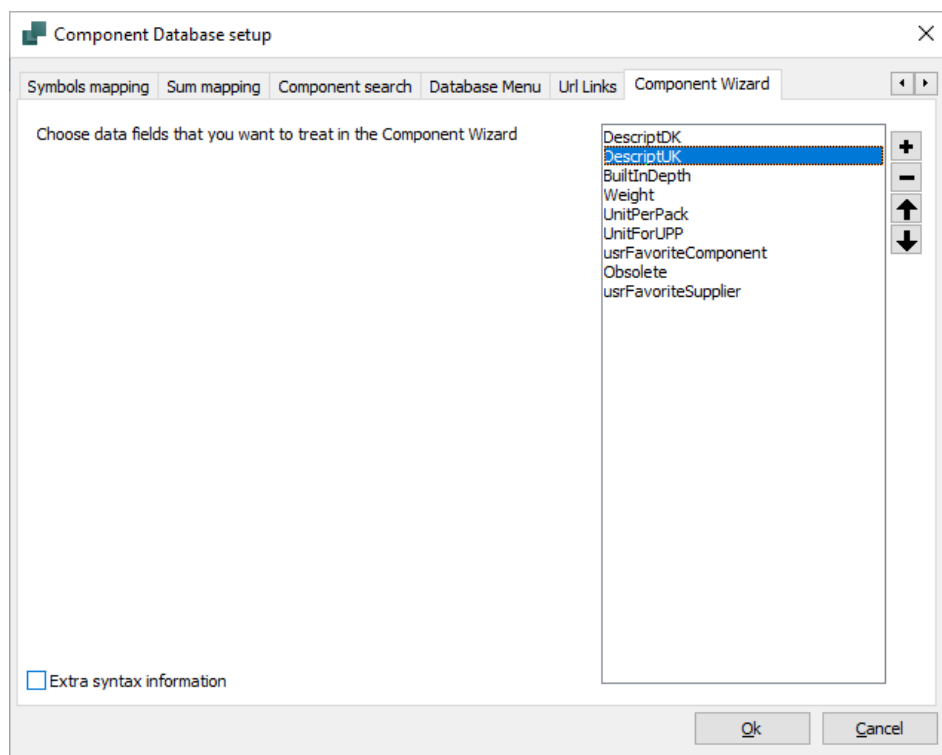 Component Database setup
Symbols mapping
Sum mapping
Component search
Database Menu
Url Links
Component Wizard
Choose data fields that you want to treat in the Component Wizard
DescriptDK
DescriptUK
BuiltInDepth
Weight
UnitPerPack
UnitForUPP
usrFavoriteComponent
Obsolete
usrFavoriteSupplier
Extra syntax information
Ok
Cancel